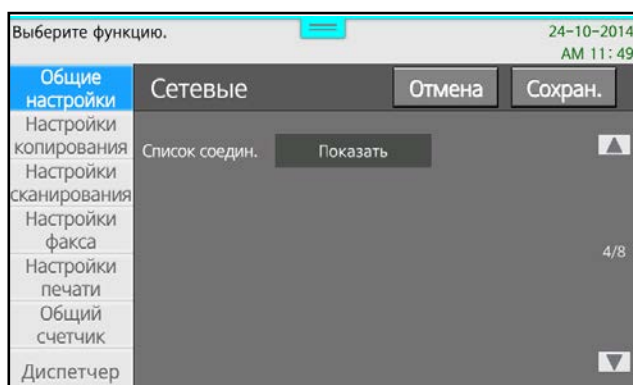 Выберите функцию.
24-10-2014
AM 11:49
Общие
настройки
Сетевые
Отмена
Сохран.
Настройки
копирования
Список соедин.
Показать
Настройки
сканирования
Настройки
факса
4/8
Настройки
печати
Общий
счетчик
Диспетчер